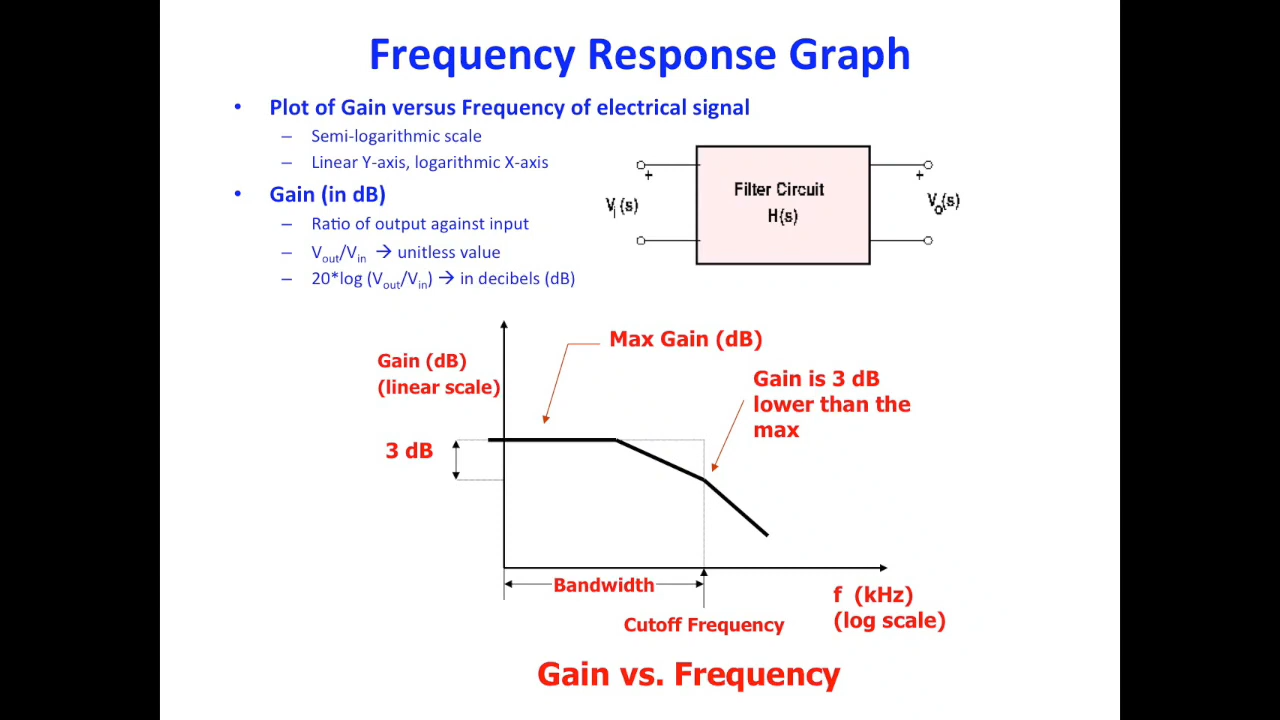 Frequency Response Graph
• Plot of Gain versus Frequency of electrical signal
– Semi-logarithmic scale
– Linear Y-axis, logarithmic X-axis
• Gain (in dB)
– Ratio of output against input
– Vout/Vin → unitless value
– 20*log (Vout/Vin) → in decibels (dB)
+
Vi(s)
Filter Circuit
H(s)
+
Vo(s)
Max Gain (dB)
Gain (dB)
(linear scale)
Gain is 3 dB
lower than the
max
3 dB
Bandwidth
f (kHz)
(log scale)
Cutoff Frequency
Gain vs. Frequency